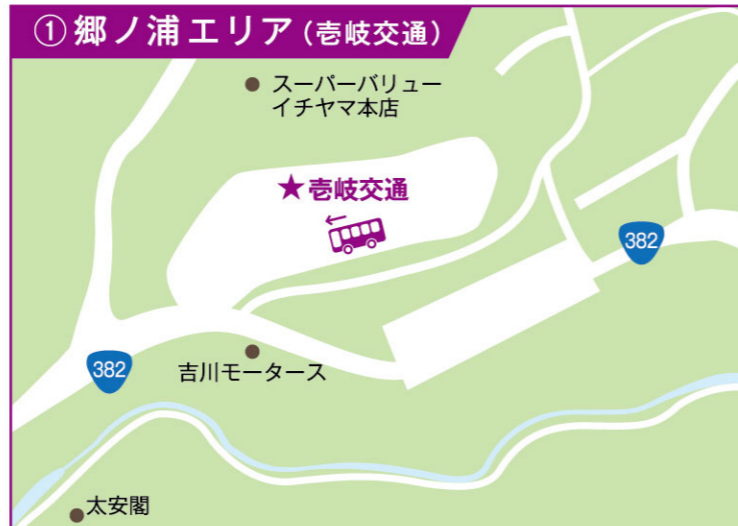 ①郷ノ浦エリア(壱岐交通)
スーパーバリュー
イチヤマ本店
★壱岐交通
382
382
吉川モータース
太安閣